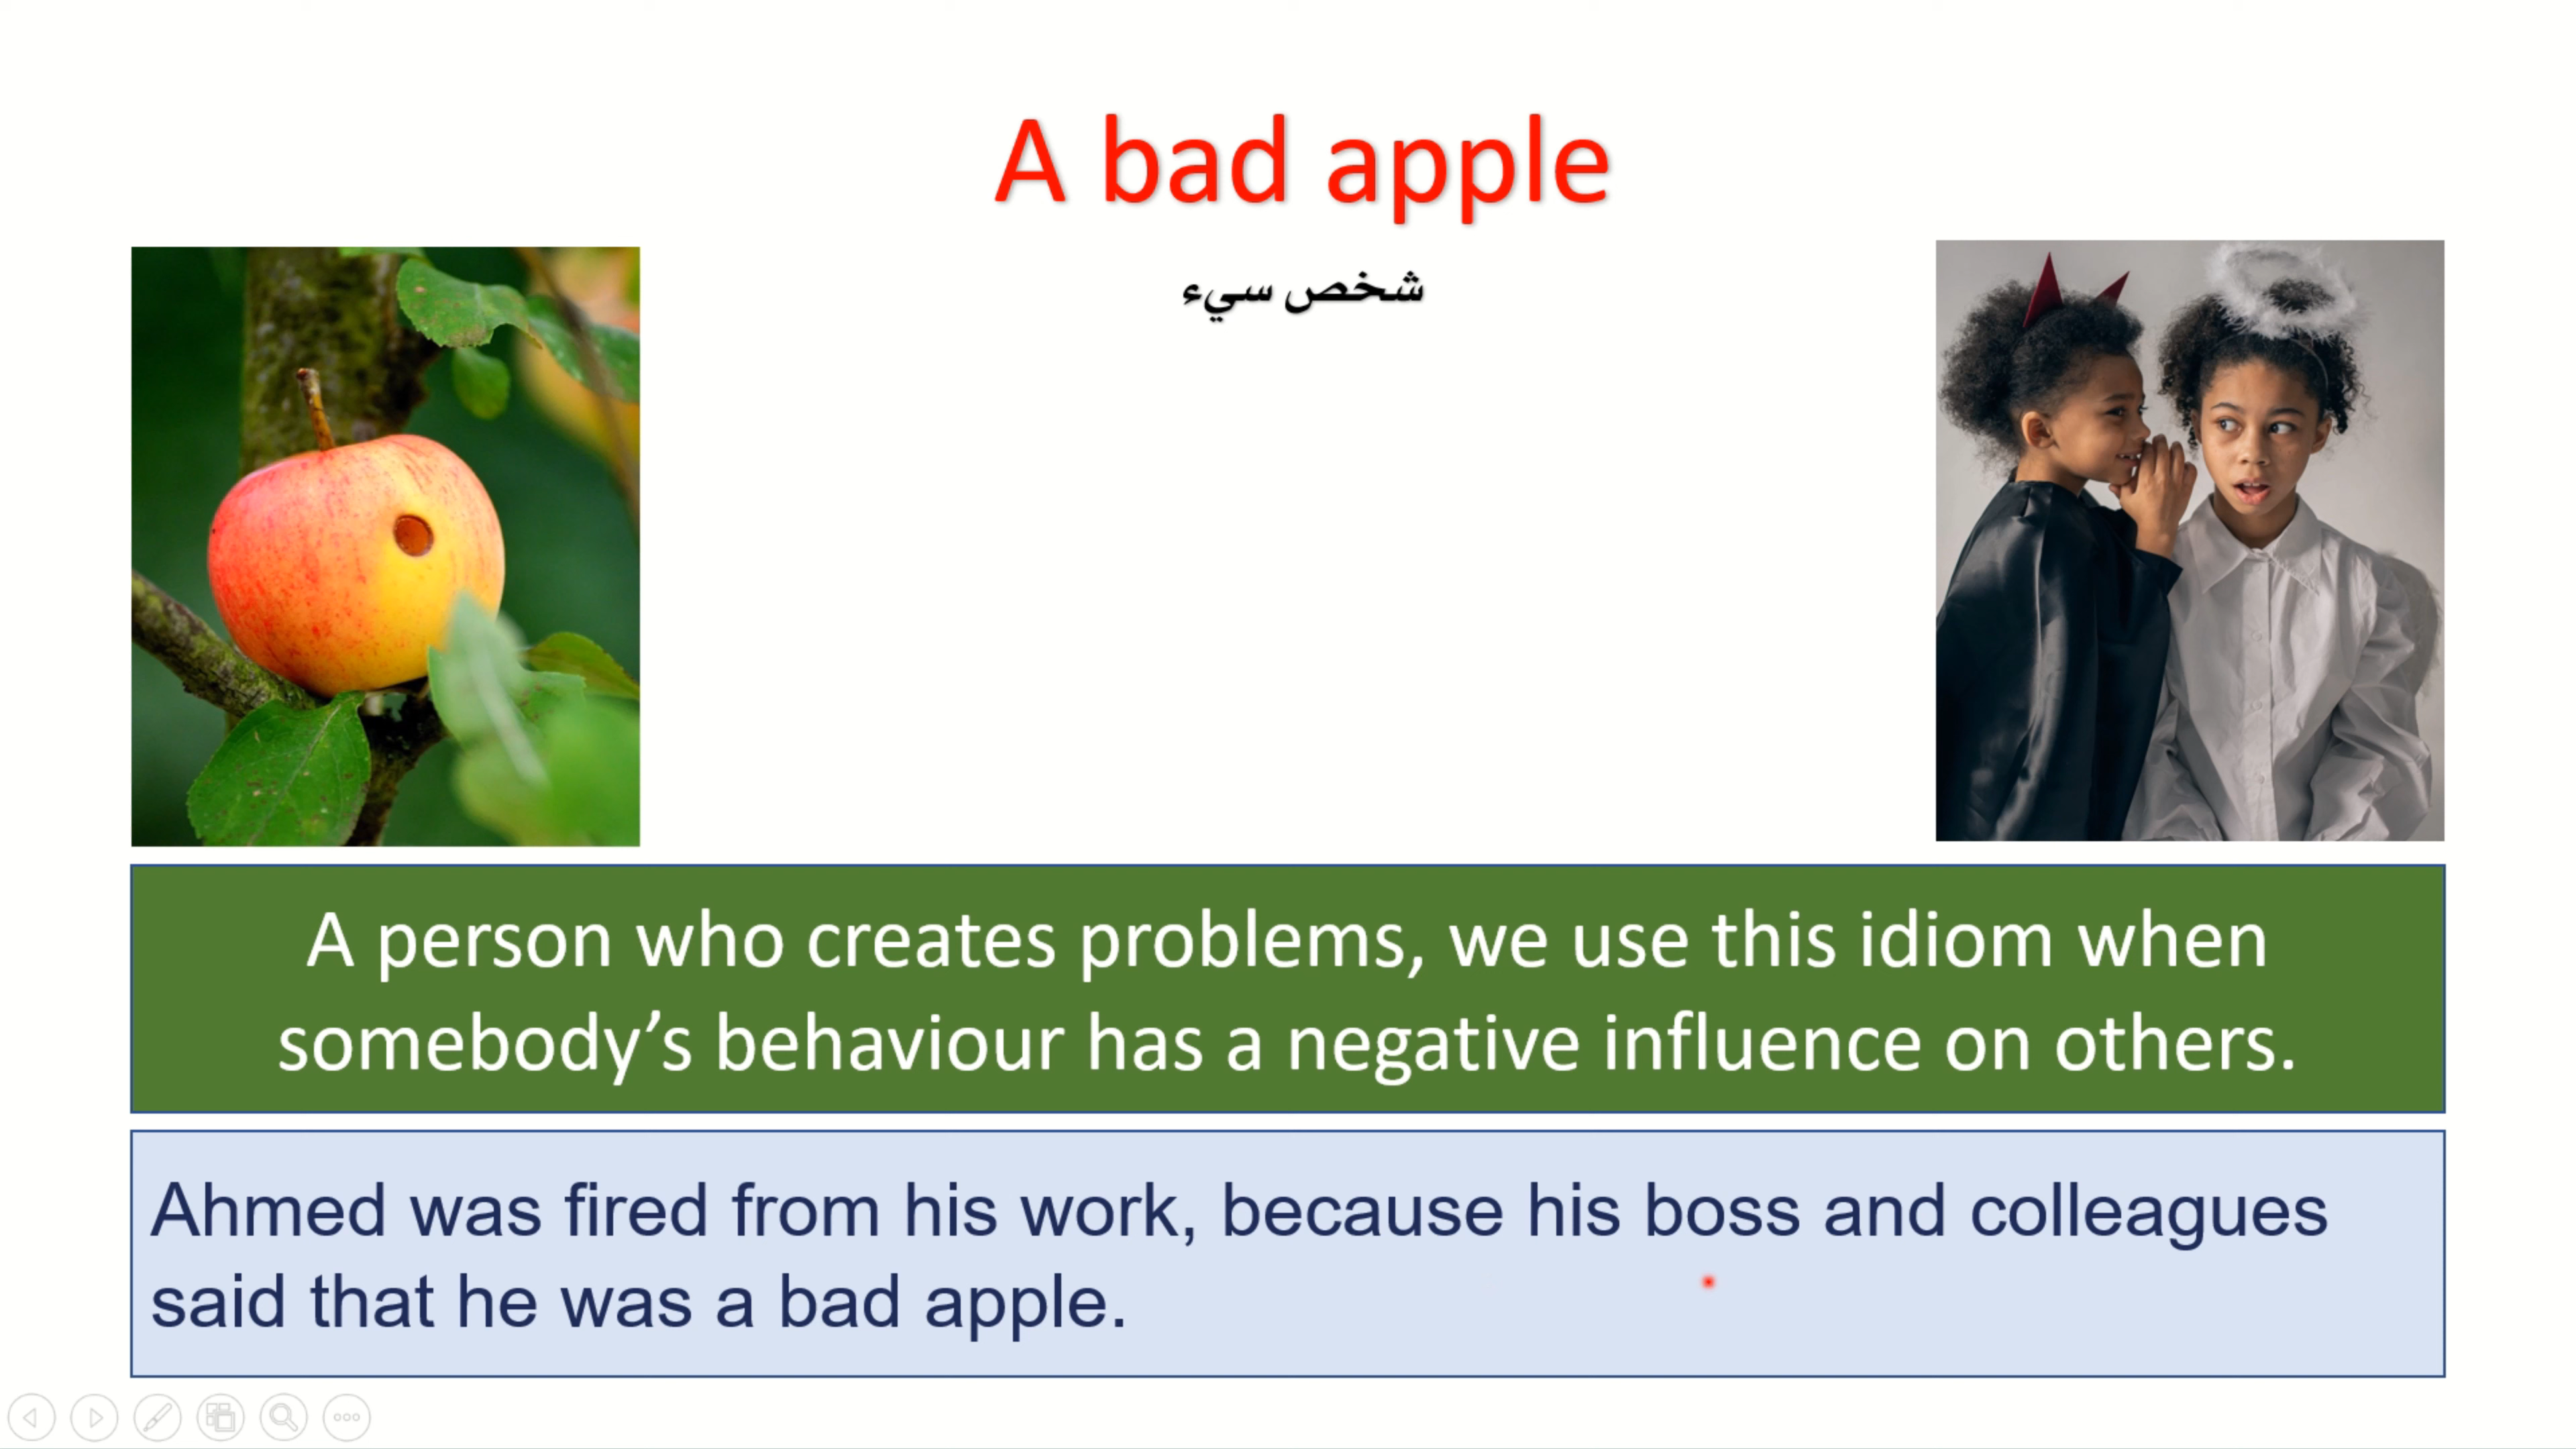 A bad apple
شخص سيء
A person who creates problems, we use this idiom when
somebody’s behaviour has a negative influence on others.
Ahmed was fired from his work, because his boss and colleagues
said that he was a bad apple.